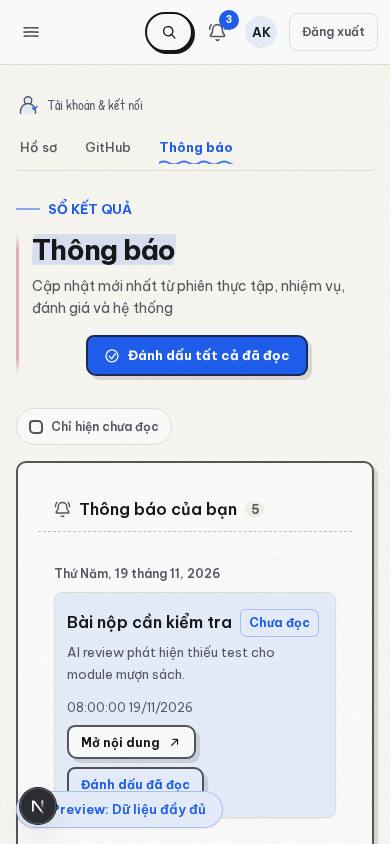 3
AK
Đăng xuất
Tài khoản & kết nối
Hồ sơ
GitHub
Thông báo
SỔ KẾT QUẢ
Thông báo
Cập nhật mới nhất từ phiên thực tập, nhiệm vụ,
đánh giá và hệ thống
Đánh dấu tất cả đã đọc
Chỉ hiện chưa đọc
Thông báo của bạn 5
Thứ Năm, 19 tháng 11, 2026
Bài nộp cần kiểm tra
Chưa đọc
AI review phát hiện thiếu test cho
module mượn sách.
08:00:00 19/11/2026
Mở nội dung
Đánh dấu đã đọc
N
Preview: Dữ liệu đầy đủ